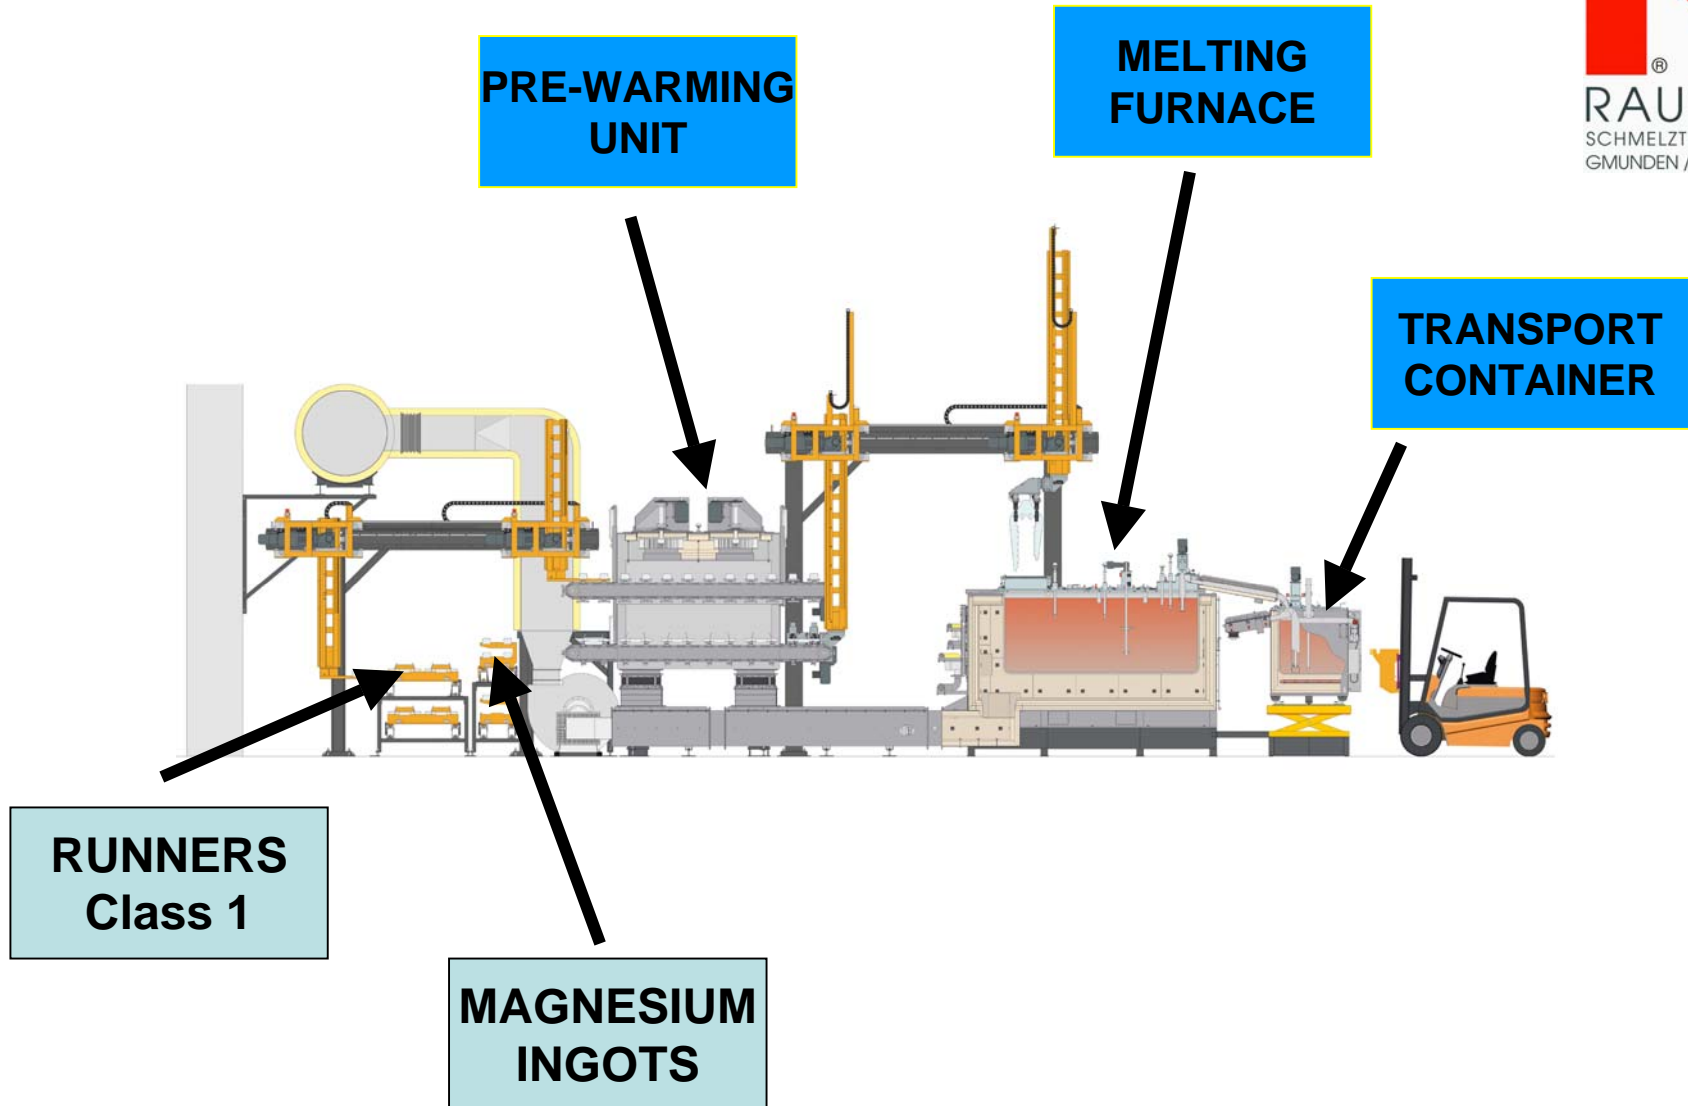 PRE-WARMING
UNIT
MELTING
FURNACE
®
RAU
SCHMELZT
GMUNDEN /
TRANSPORT
CONTAINER
RUNNERS
Class 1
MAGNESIUM
INGOTS